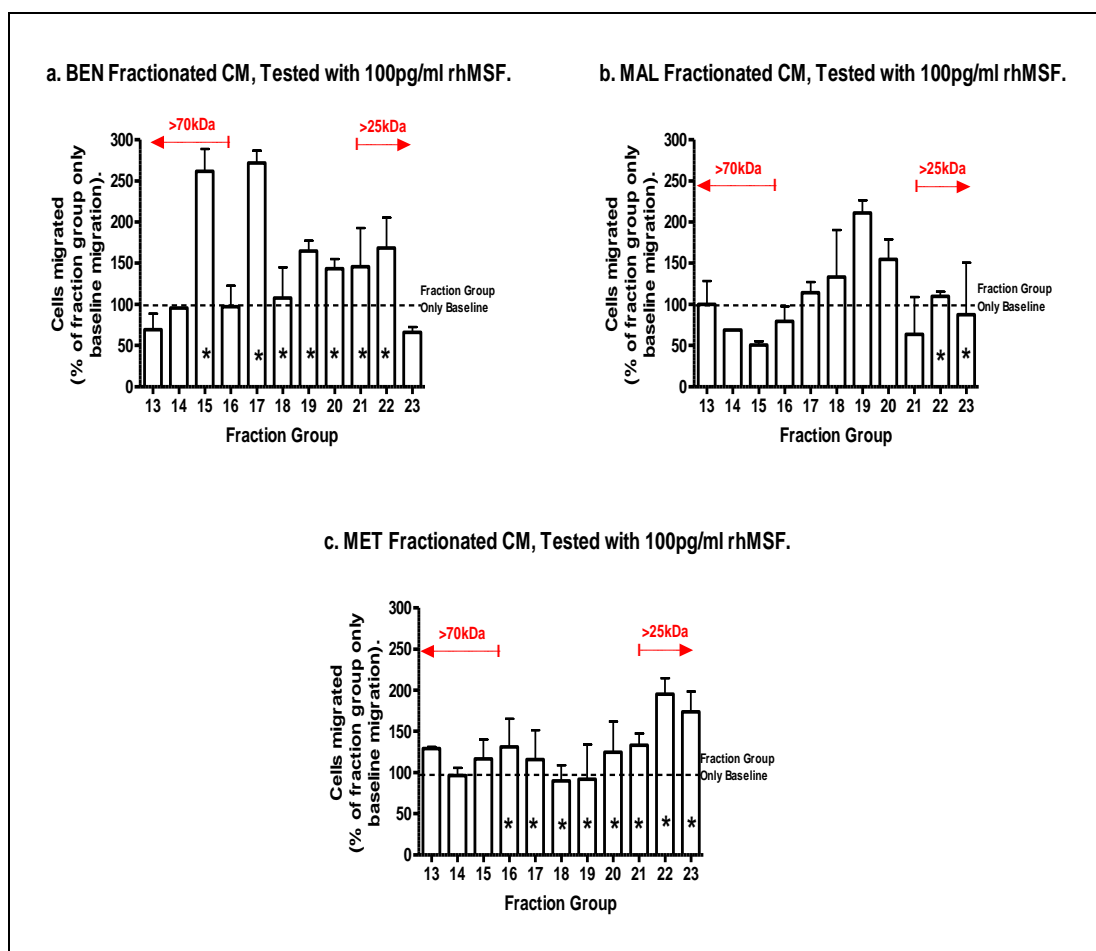 a. BEN Fractionated CM, Tested with 100pg/ml rhMSF.
>70kDa
>25kDa
300
250
200
150
100
50
0
Cells migrated
(% of fraction group only
baseline migration).
Fraction Group
Only Baseline
* * * * * * *
13 14 15 16 17 18 19 20 21 22 23
Fraction Group
b. MAL Fractionated CM, Tested with 100pg/ml rhMSF.
>70kDa
>25kDa
300
250
200
150
100
50
0
Cells migrated
(% of fraction group only
baseline migration).
Fraction Group
Only Baseline
* *
13 14 15 16 17 18 19 20 21 22 23
Fraction Group
c. MET Fractionated CM, Tested with 100pg/ml rhMSF.
>70kDa
>25kDa
300
250
200
150
100
50
0
Cells migrated
(% of fraction group only
baseline migration).
Fraction Group
Only Baseline
* * * * * * * *
13 14 15 16 17 18 19 20 21 22 23
Fraction Group